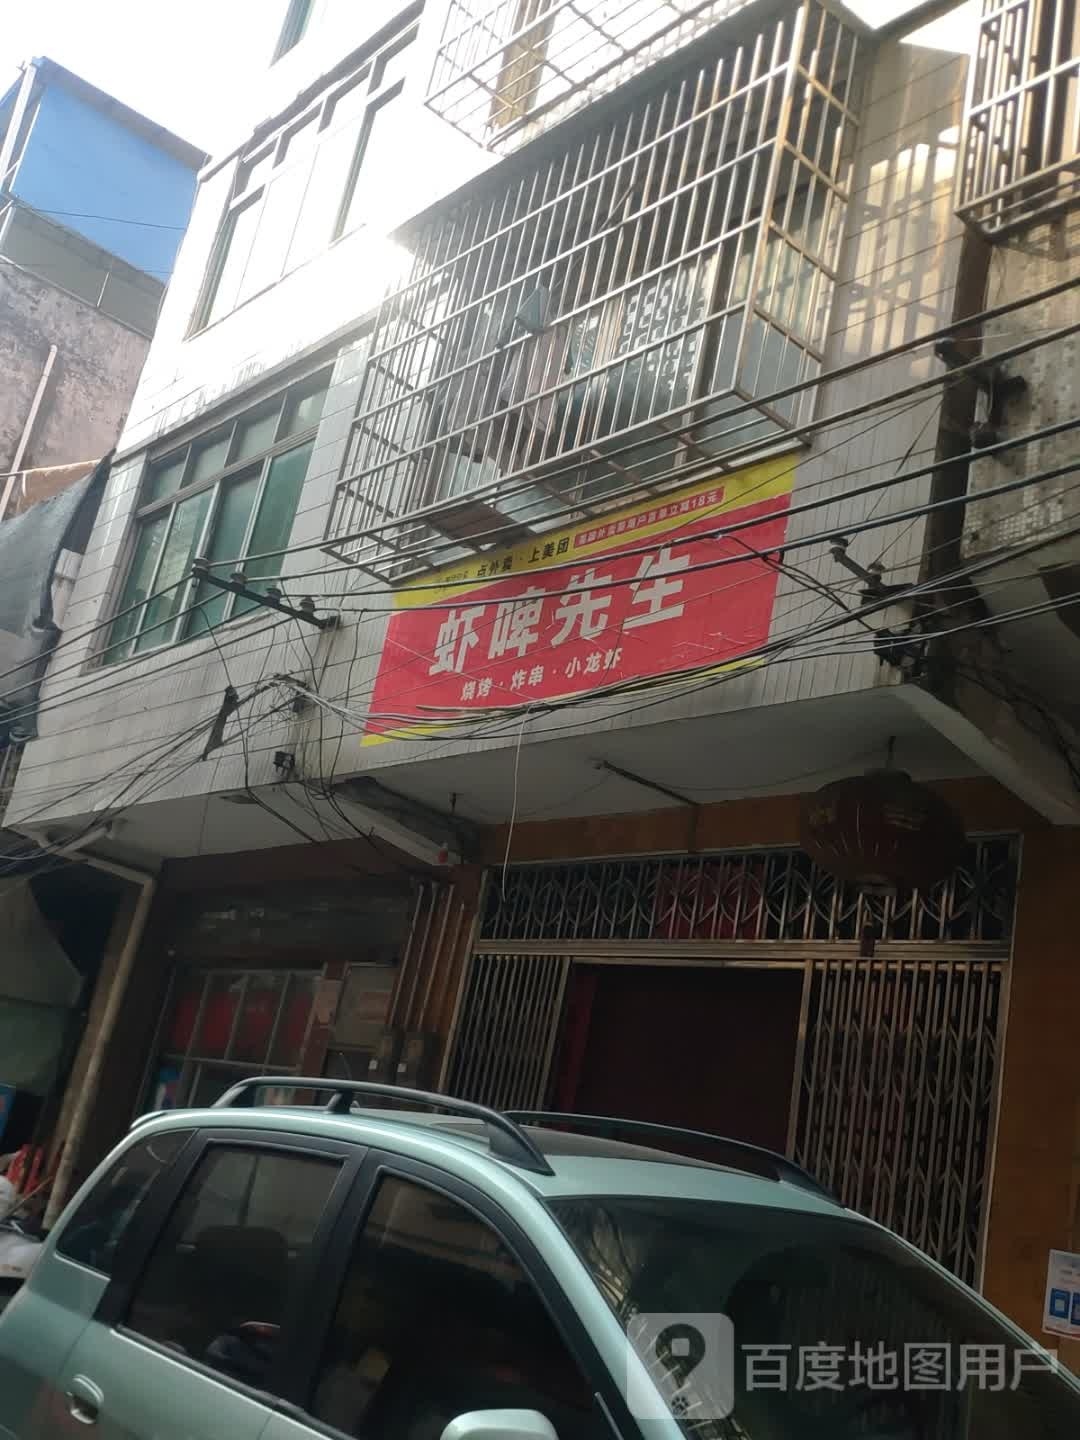 点外卖·上美团
虾啤先生
烧烤·炸串·小龙虾
百度地图用户